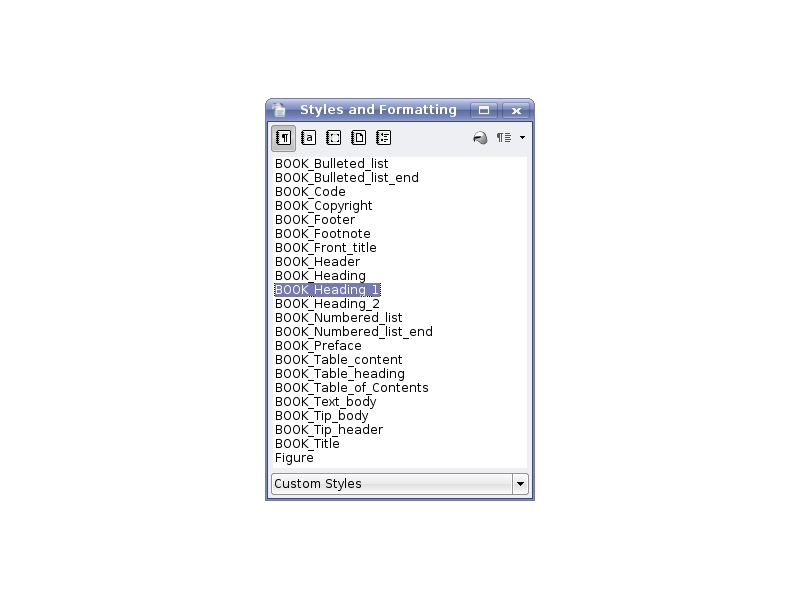 Styles and Formatting
BOOK_Bulleted_list
BOOK_Bulleted_list_end
BOOK_Code
BOOK_Copyright
BOOK_Footer
BOOK_Footnote
BOOK_Front_title
BOOK_Header
BOOK_Heading
BOOK_Heading_1
BOOK_Heading_2
BOOK_Numbered_list
BOOK_Numbered_list_end
BOOK_Preface
BOOK_Table_content
BOOK_Table_heading
BOOK_Table_of_Contents
BOOK_Text_body
BOOK_Tip_body
BOOK_Tip_header
BOOK_Title
Figure
Custom Styles